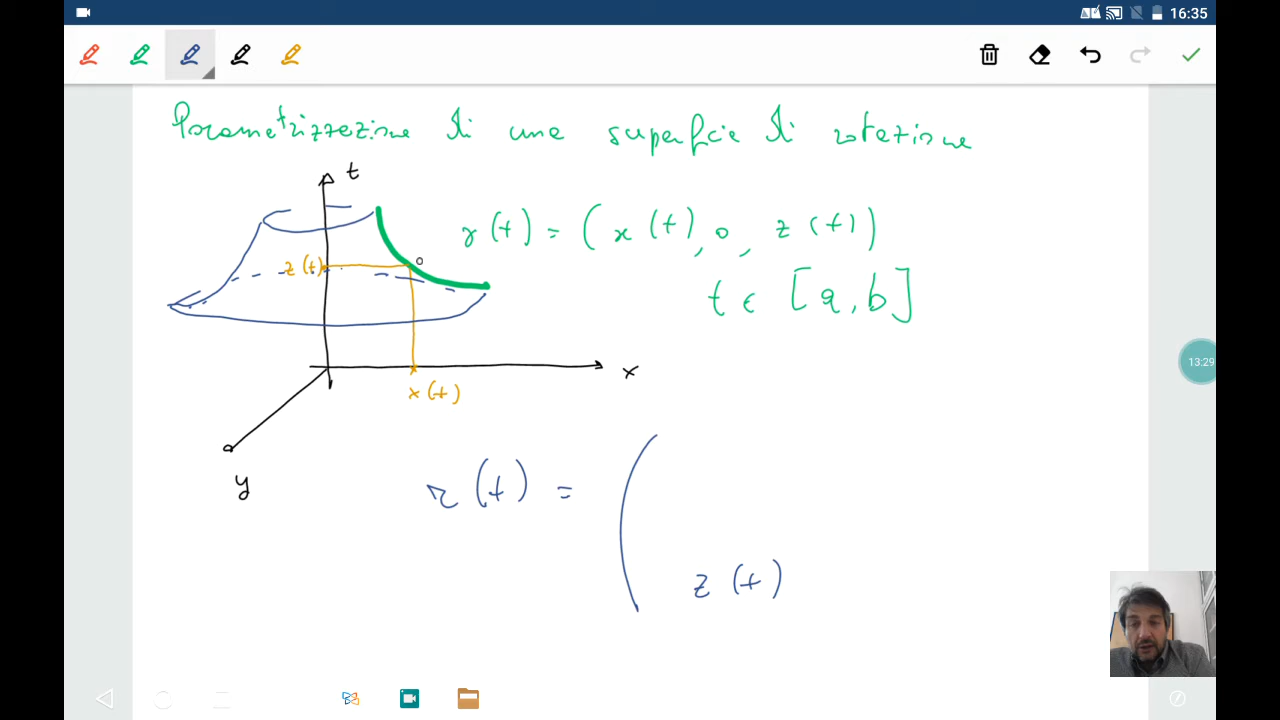 16:35
Parametrizzazione di una superficie di rotazione
t
γ(t) = (x(t), 0, z(t))
z(t)
t ∈ [a, b]
13:29
x
x(t)
y
r(t) = (
z(t)